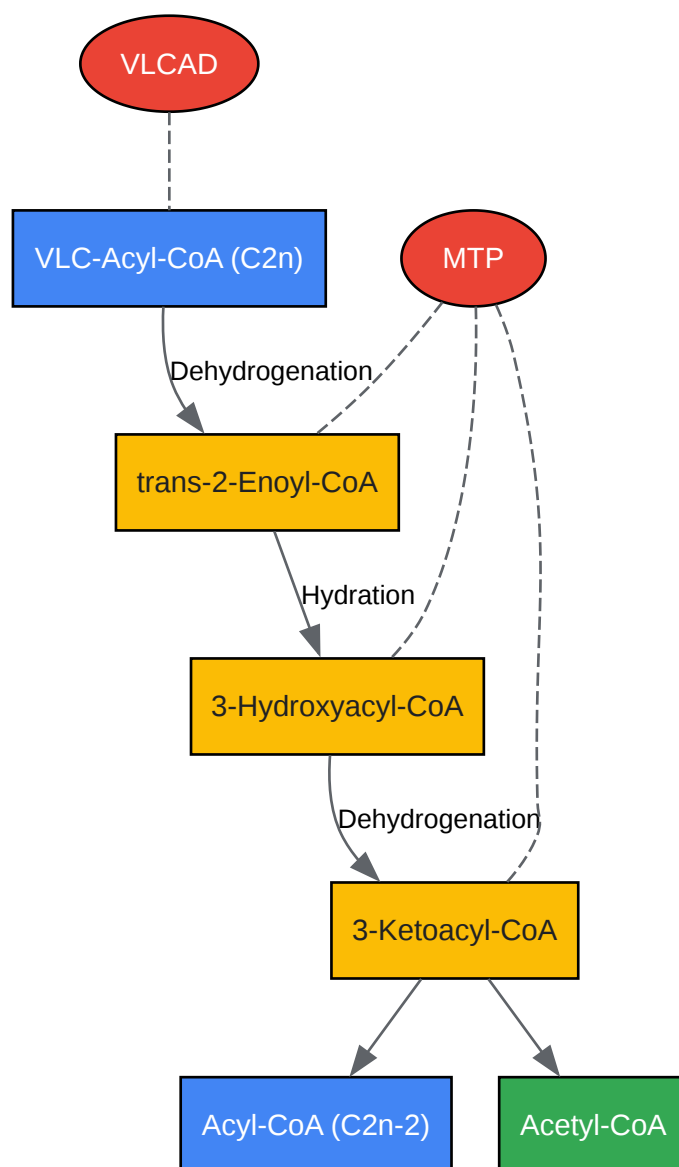 VLCAD
VLC-Acyl-CoA (C2n)
MTP
Dehydrogenation
trans-2-Enoyl-CoA
Hydration
3-Hydroxyacyl-CoA
Dehydrogenation
3-Ketoacyl-CoA
Acyl-CoA (C2n-2)
Acetyl-CoA